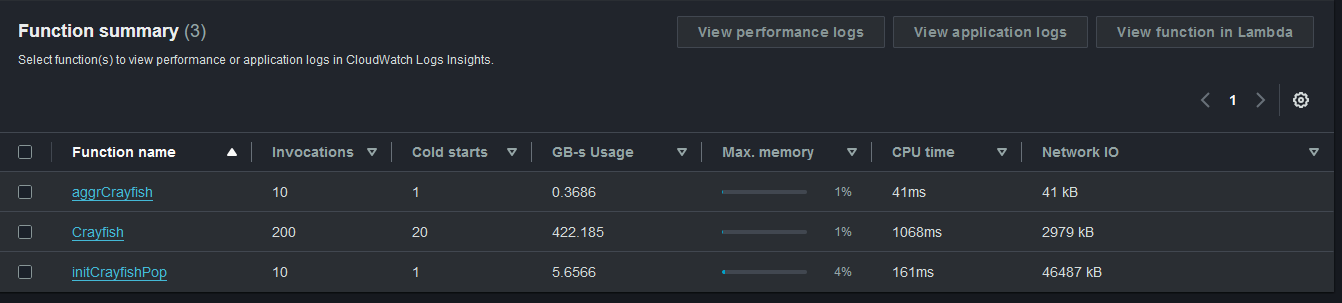 Function summary (3)
View performance logs
View application logs
View function in Lambda
Select function(s) to view performance or application logs in CloudWatch Logs Insights.
1
Function name Invocations Cold starts GB-s Usage Max. memory CPU time Network IO
aggrCrayfish 10 1 0.3686 1% 41ms 41 kB
Crayfish 200 20 422.185 1% 1068ms 2979 kB
initCrayfishPop 10 1 5.6566 4% 161ms 46487 kB